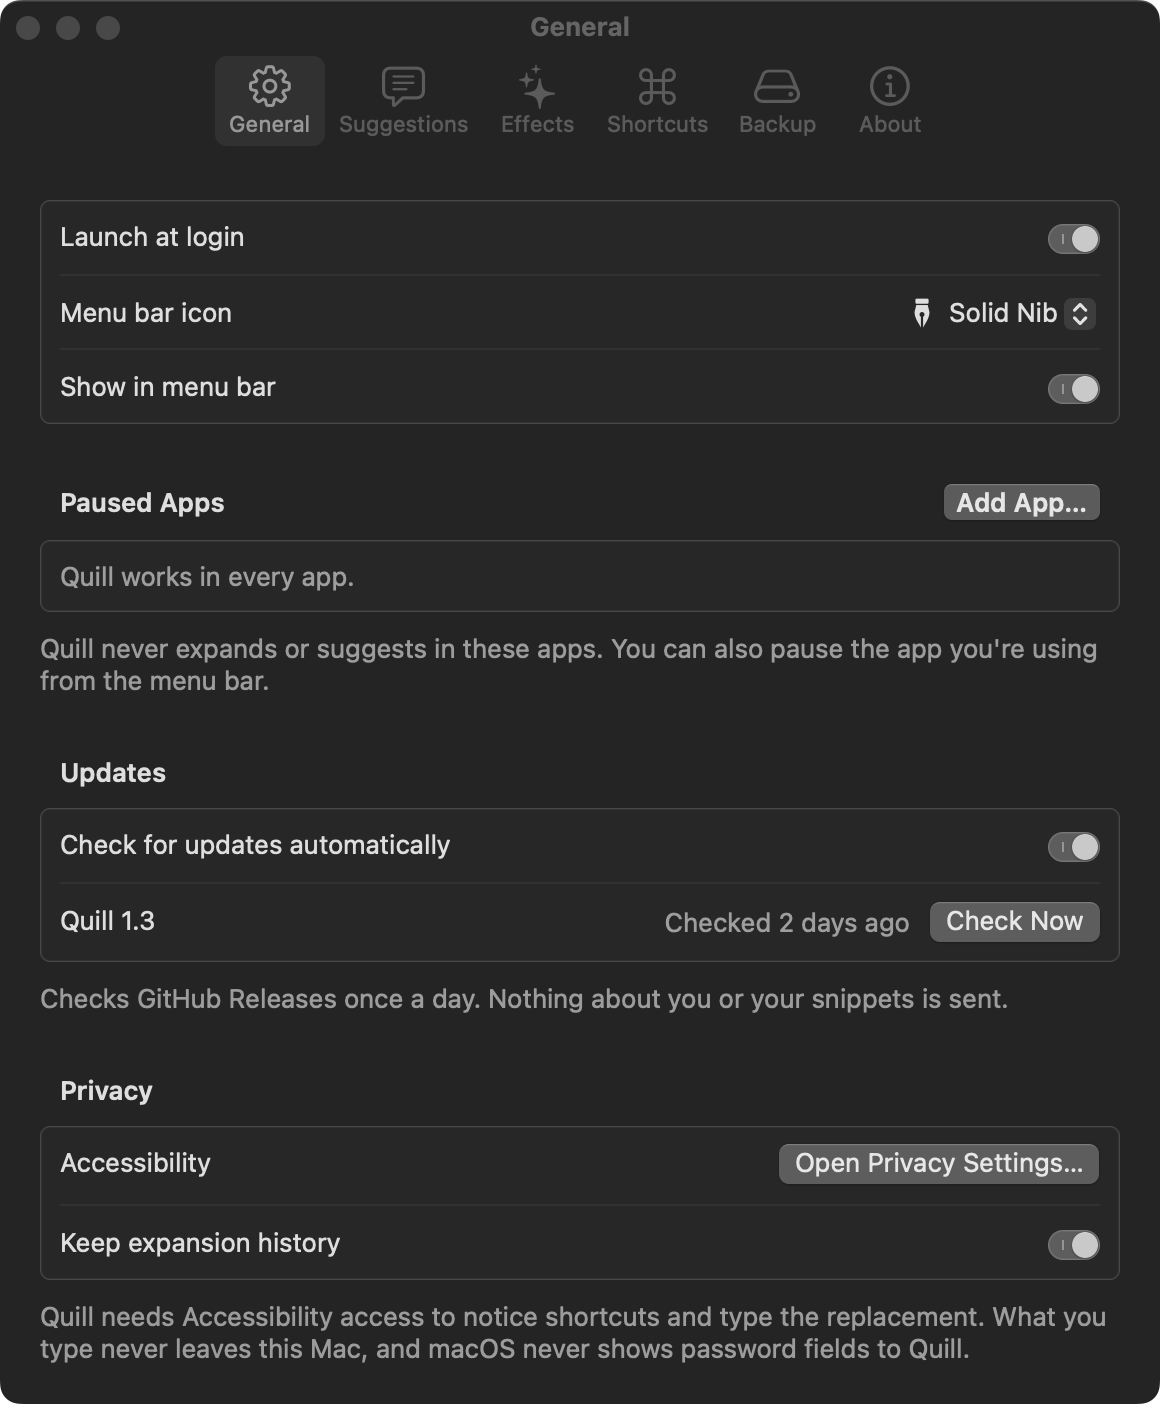 General
General
Suggestions
Effects
Shortcuts
Backup
About
Launch at login
Menu bar icon
Solid Nib
Show in menu bar
Paused Apps
Add App...
Quill works in every app.
Quill never expands or suggests in these apps. You can also pause the app you're using
from the menu bar.
Updates
Check for updates automatically
Quill 1.3
Checked 2 days ago
Check Now
Checks GitHub Releases once a day. Nothing about you or your snippets is sent.
Privacy
Accessibility
Open Privacy Settings...
Keep expansion history
Quill needs Accessibility access to notice shortcuts and type the replacement. What you
type never leaves this Mac, and macOS never shows password fields to Quill.